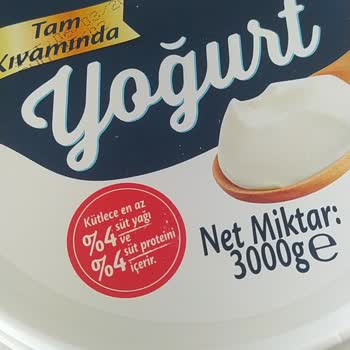 Tam
Kıvamında
Yoğurt
Kütlece en az
%4 süt yağı
ve
%4 süt proteini
içerir.
Net Miktar:
3000g℮